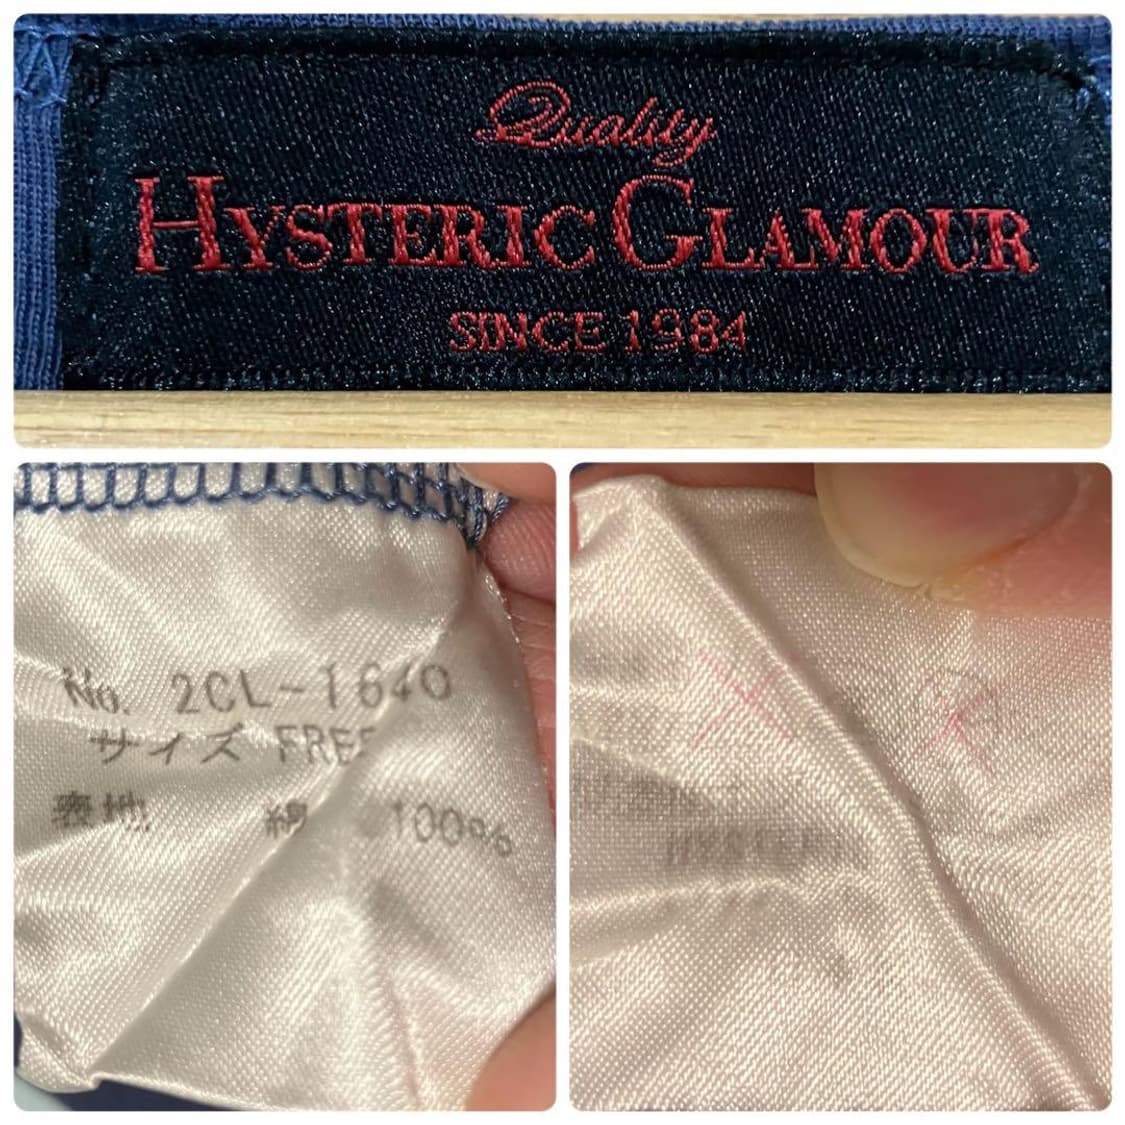 Quality
HYSTERIC GLAMOUR
SINCE 1984
No. 2CL-1640
サイズ FREE
表地 綿 100%